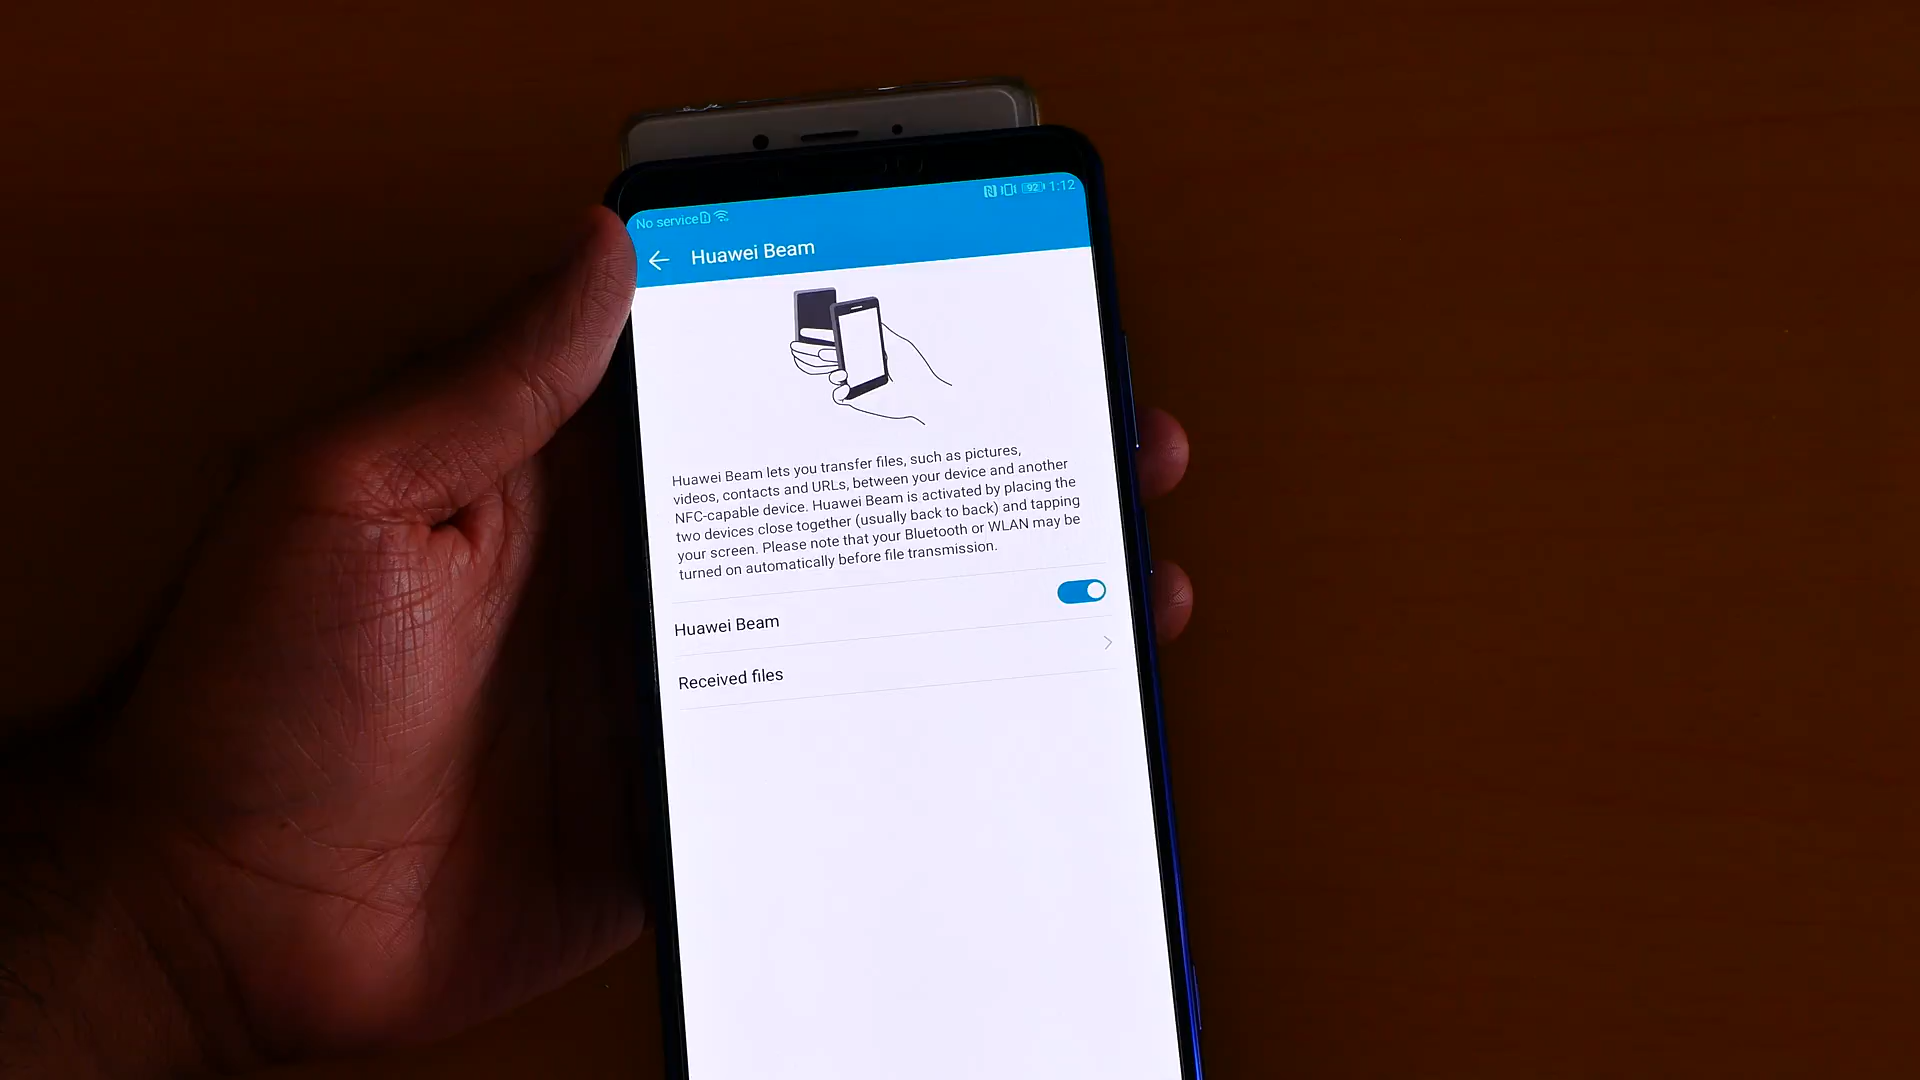 No service
92 1:12
Huawei Beam
Huawei Beam lets you transfer files, such as pictures,
videos, contacts and URLs, between your device and another
NFC-capable device. Huawei Beam is activated by placing the
two devices close together (usually back to back) and tapping
your screen. Please note that your Bluetooth or WLAN may be
turned on automatically before file transmission.
Huawei Beam
Received files